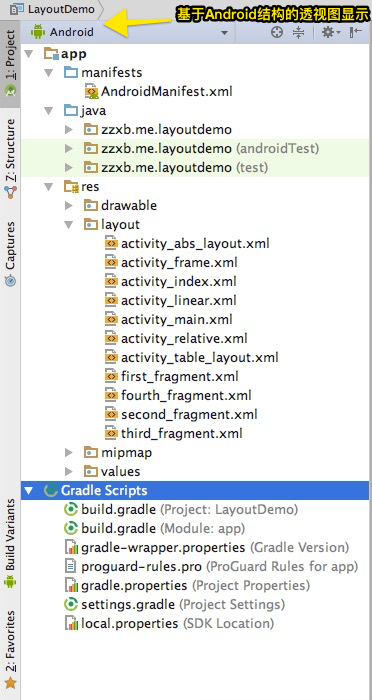 LayoutDemo
基于Android结构的透视图显示
Android
1: Project
app
manifests
AndroidManifest.xml
java
zzxb.me.layoutdemo
zzxb.me.layoutdemo (androidTest)
zzxb.me.layoutdemo (test)
res
drawable
layout
activity_abs_layout.xml
activity_frame.xml
activity_index.xml
activity_linear.xml
activity_main.xml
activity_relative.xml
activity_table_layout.xml
first_fragment.xml
fourth_fragment.xml
second_fragment.xml
third_fragment.xml
mipmap
values
Gradle Scripts
build.gradle (Project: LayoutDemo)
build.gradle (Module: app)
gradle-wrapper.properties (Gradle Version)
proguard-rules.pro (ProGuard Rules for app)
gradle.properties (Project Properties)
settings.gradle (Project Settings)
local.properties (SDK Location)
Z: Structure
Captures
Build Variants
2: Favorites